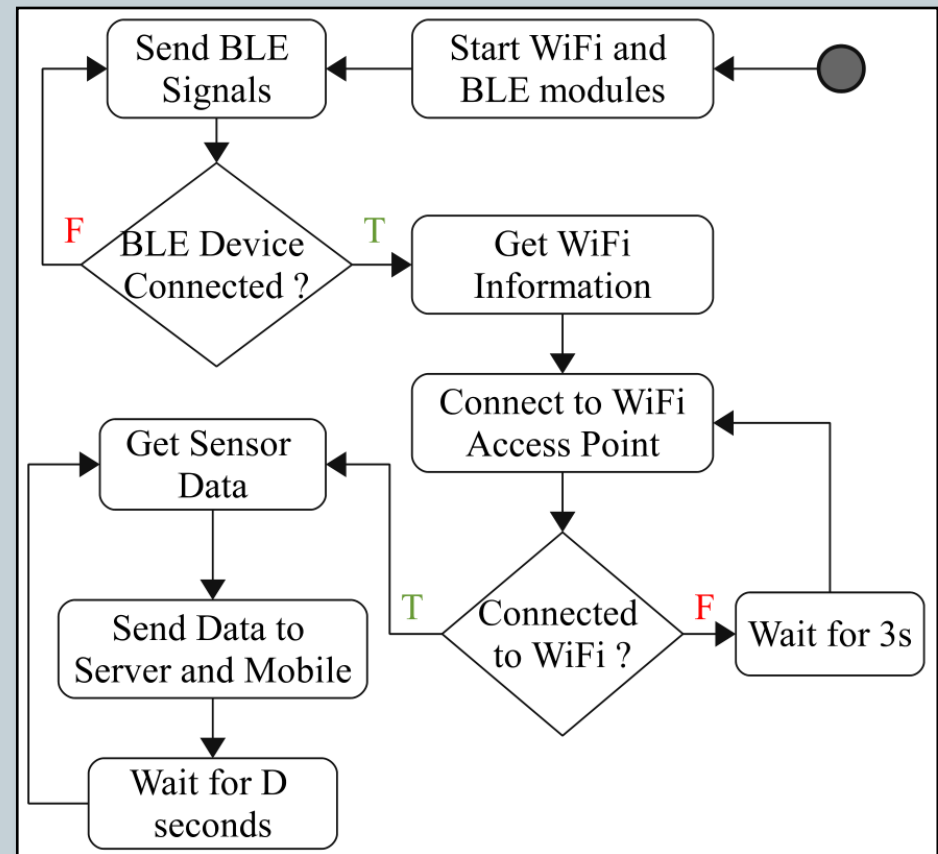 Send BLE
Signals
Start WiFi and
BLE modules
F
BLE Device
Connected ?
T
Get WiFi
Information
Connect to WiFi
Access Point
Get Sensor
Data
T
Connected
to WiFi ?
F
Wait for 3s
Send Data to
Server and Mobile
Wait for D
seconds